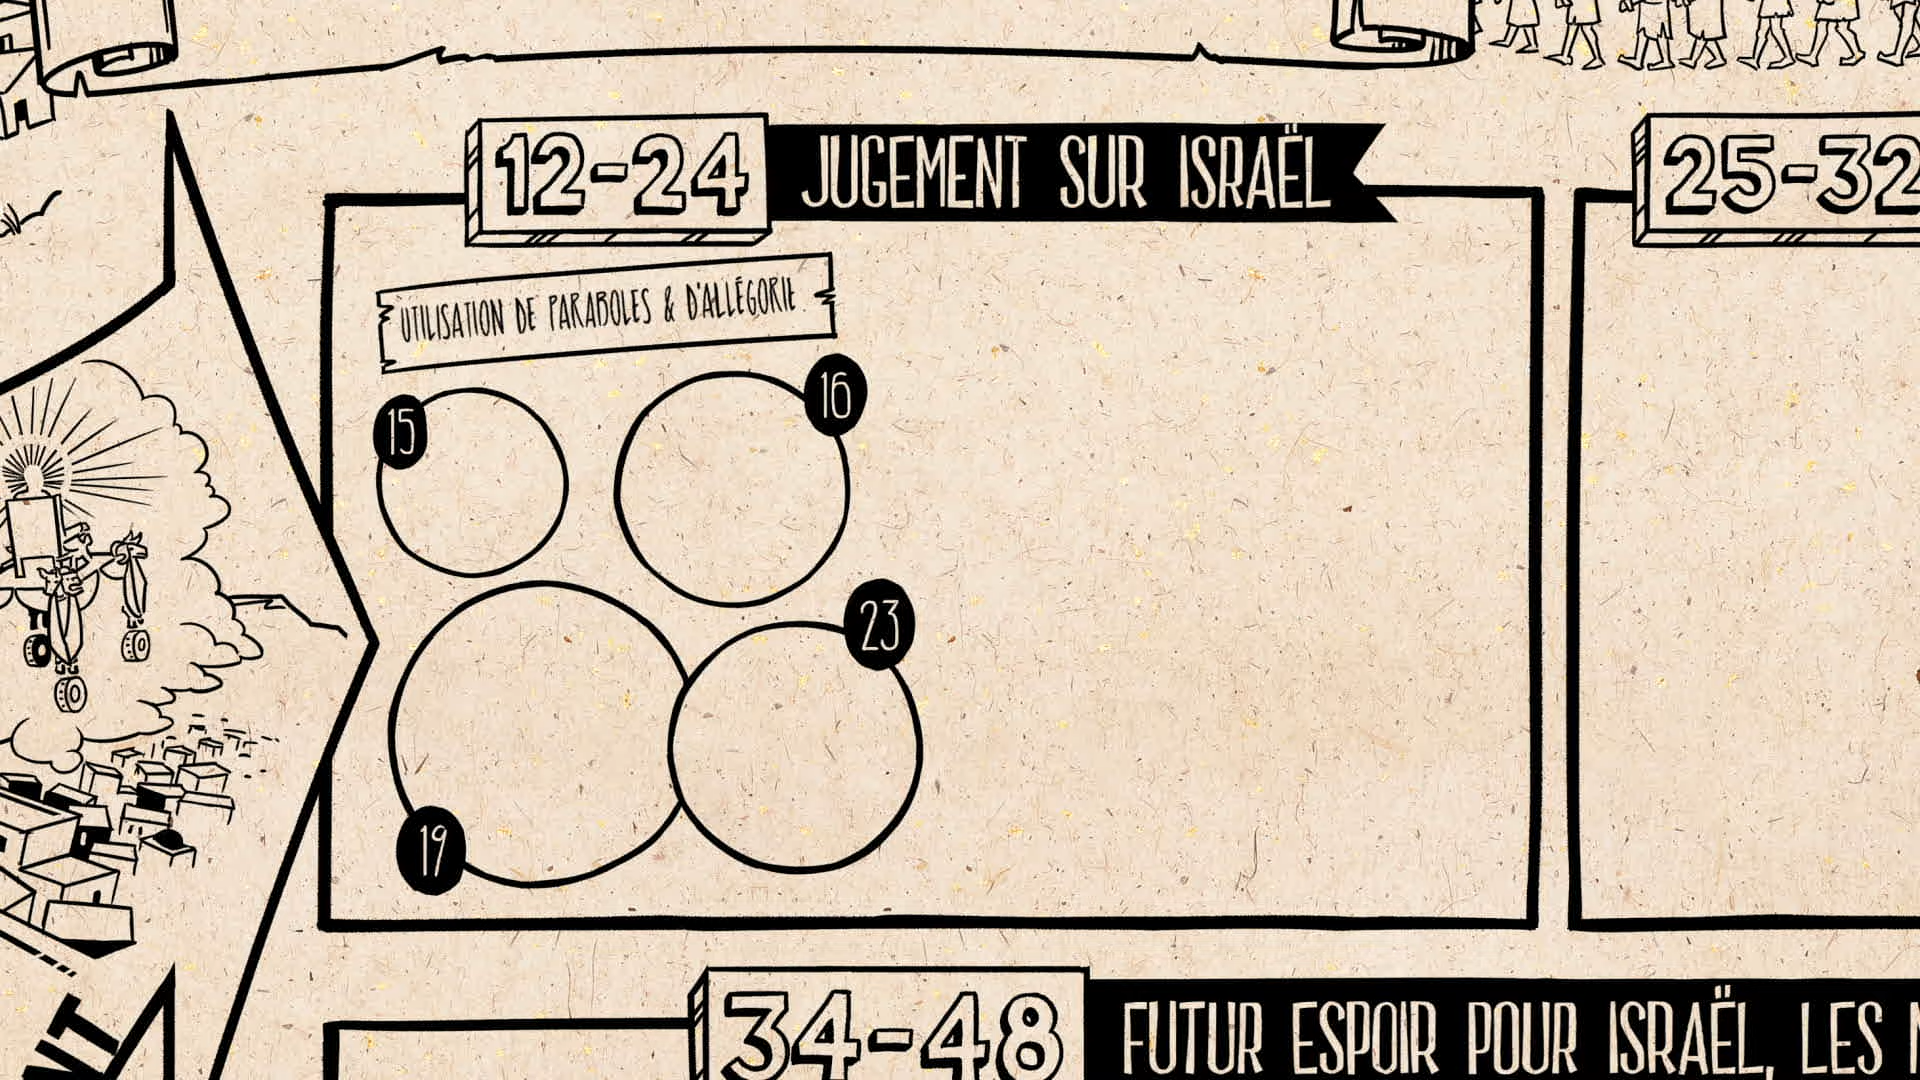 12-24 JUGEMENT SUR ISRAËL
25-32
UTILISATION DE PARABOLES & D'ALLÉGORIE
15
16
23
19
34-48 FUTUR ESPOIR POUR ISRAËL, LES
NT